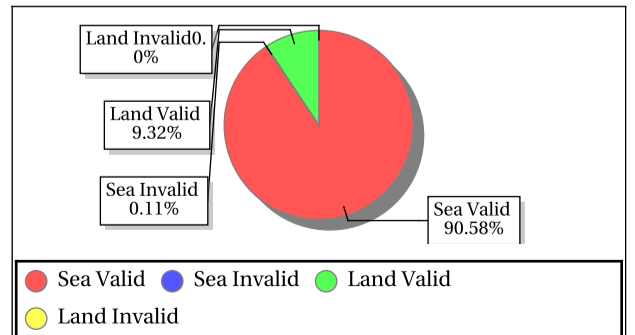 Land Invalid0.
0%
Land Valid
9.32%
Sea Invalid
0.11%
Sea Valid
90.58%
Sea Valid Sea Invalid Land Valid
Land Invalid